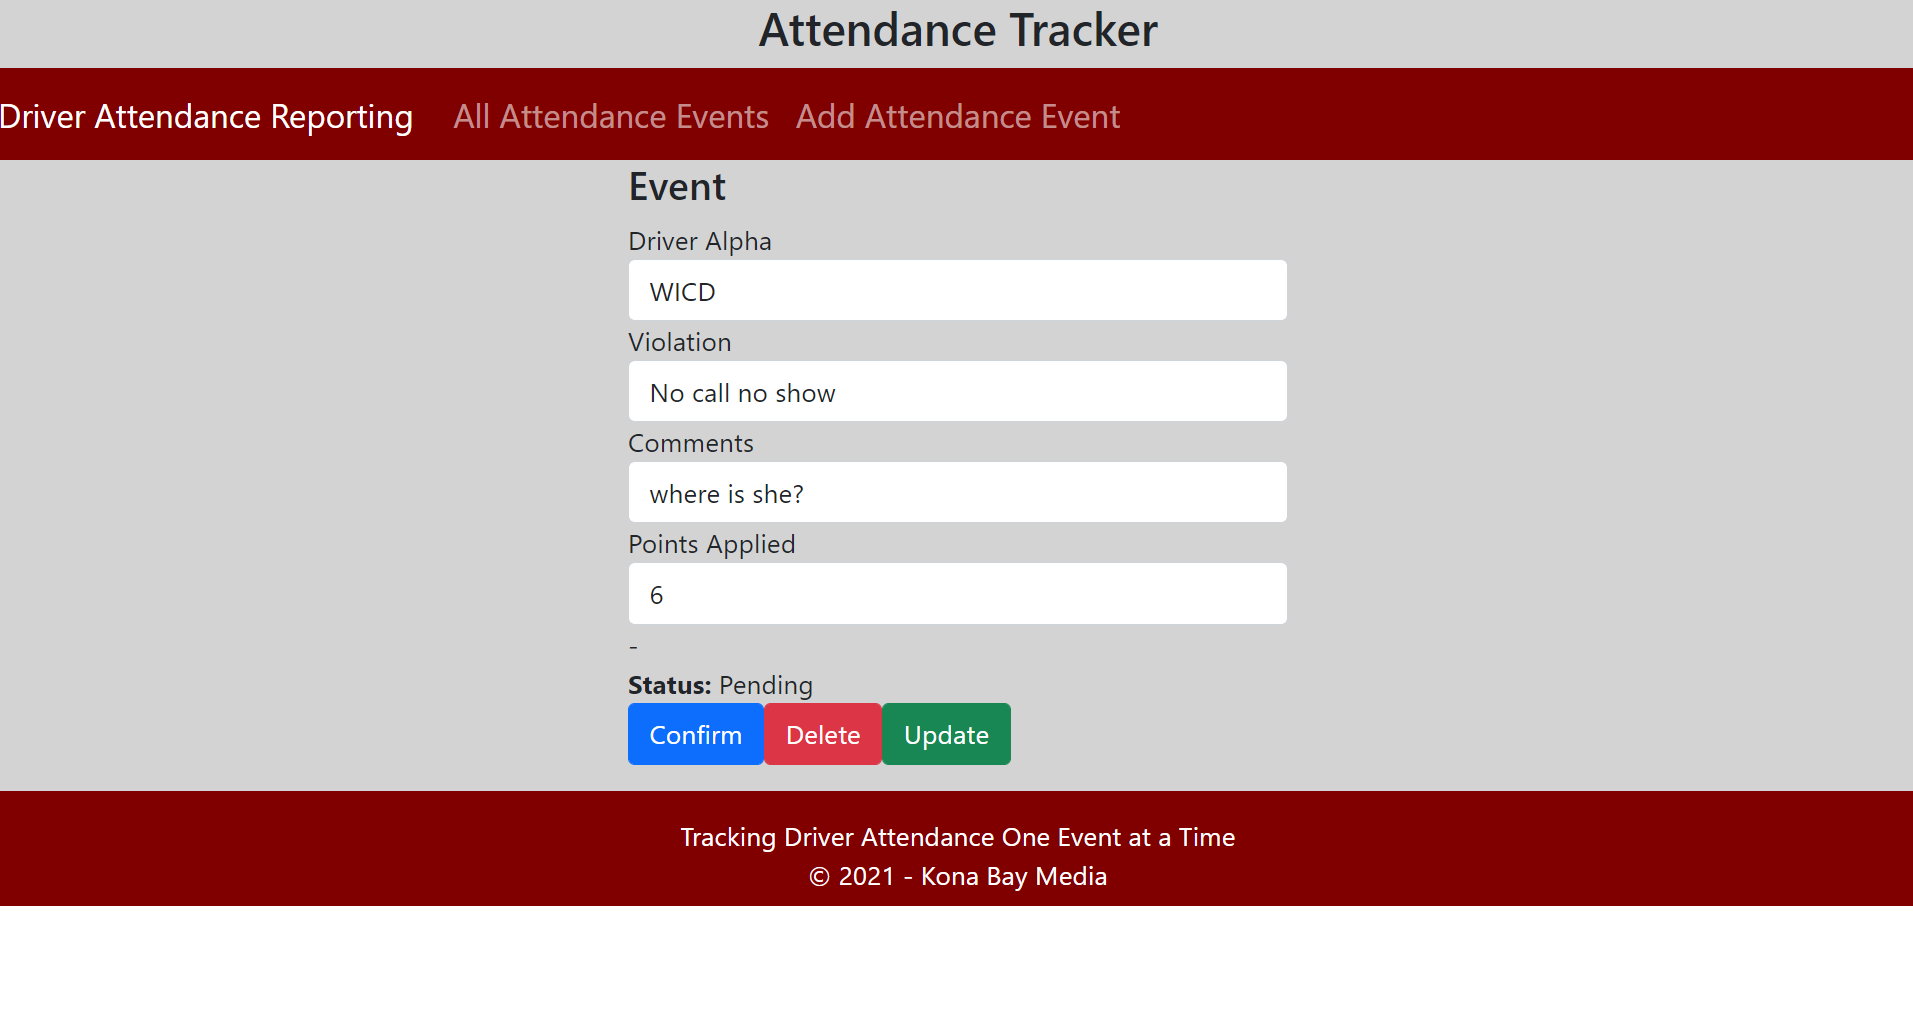 Attendance Tracker
Driver Attendance Reporting All Attendance Events Add Attendance Event
Event
Driver Alpha
WICD
Violation
No call no show
Comments
where is she?
Points Applied
6
-
Status: Pending
Confirm Delete Update
Tracking Driver Attendance One Event at a Time
© 2021 - Kona Bay Media